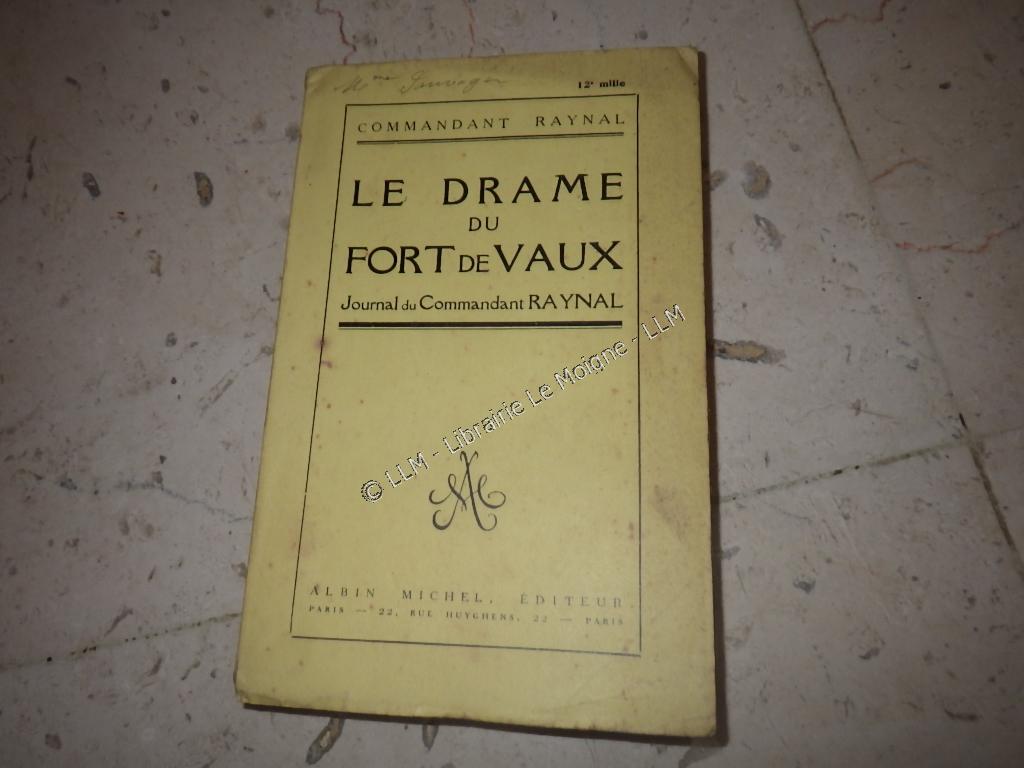 Mme
12e mille
COMMANDANT RAYNAL
LE DRAME
DU
FORT DE VAUX
Journal du Commandant RAYNAL
© LLM - Librairie Le Moigne - LLM
ALBIN MICHEL, ÉDITEUR
PARIS — 22, RUE HUYGHENS, 22 — PARIS